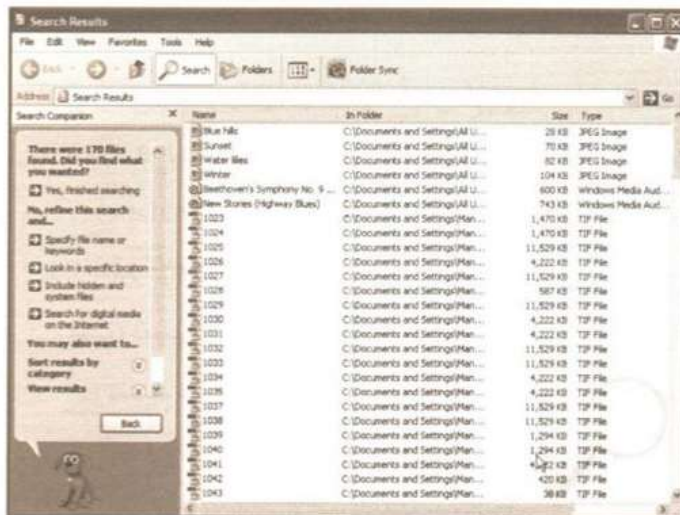 Search Results
File Edit View Favorites Tools Help
Back Search Folders Folder Sync
Address Search Results Go
Search Companion
There were 170 files
found. Did you find what
you wanted?
Yes, finished searching
No, refine this search
and...
Specify file name or
keywords
Look in a specific location
Include hidden and
system files
Search for digital media
on the Internet
You may also want to...
Sort results by
category
View results
Back
Name In Folder Size Type
Blue hills C:\Documents and Settings\All U... 28 KB JPEG Image
Sunset C:\Documents and Settings\All U... 70 KB JPEG Image
Water lilies C:\Documents and Settings\All U... 82 KB JPEG Image
Winter C:\Documents and Settings\All U... 104 KB JPEG Image
Beethoven's Symphony No. 9 ... C:\Documents and Settings\All U... 600 KB Windows Media Aud...
New Stories (Highway Blues) C:\Documents and Settings\All U... 743 KB Windows Media Aud...
1023 C:\Documents and Settings\Man... 1,470 KB TIF File
1024 C:\Documents and Settings\Man... 1,470 KB TIF File
1025 C:\Documents and Settings\Man... 11,529 KB TIF File
1026 C:\Documents and Settings\Man... 4,222 KB TIF File
1027 C:\Documents and Settings\Man... 11,529 KB TIF File
1028 C:\Documents and Settings\Man... 587 KB TIF File
1029 C:\Documents and Settings\Man... 11,529 KB TIF File
1030 C:\Documents and Settings\Man... 4,222 KB TIF File
1031 C:\Documents and Settings\Man... 4,222 KB TIF File
1032 C:\Documents and Settings\Man... 11,529 KB TIF File
1033 C:\Documents and Settings\Man... 11,529 KB TIF File
1034 C:\Documents and Settings\Man... 4,222 KB TIF File
1035 C:\Documents and Settings\Man... 4,222 KB TIF File
1037 C:\Documents and Settings\Man... 11,529 KB TIF File
1038 C:\Documents and Settings\Man... 11,529 KB TIF File
1039 C:\Documents and Settings\Man... 1,294 KB TIF File
1040 C:\Documents and Settings\Man... 1,294 KB TIF File
1041 C:\Documents and Settings\Man... KB TIF File
1042 C:\Documents and Settings\Man... 420 KB TIF File
1043 C:\Documents and Settings\Man... 38 KB TIF File